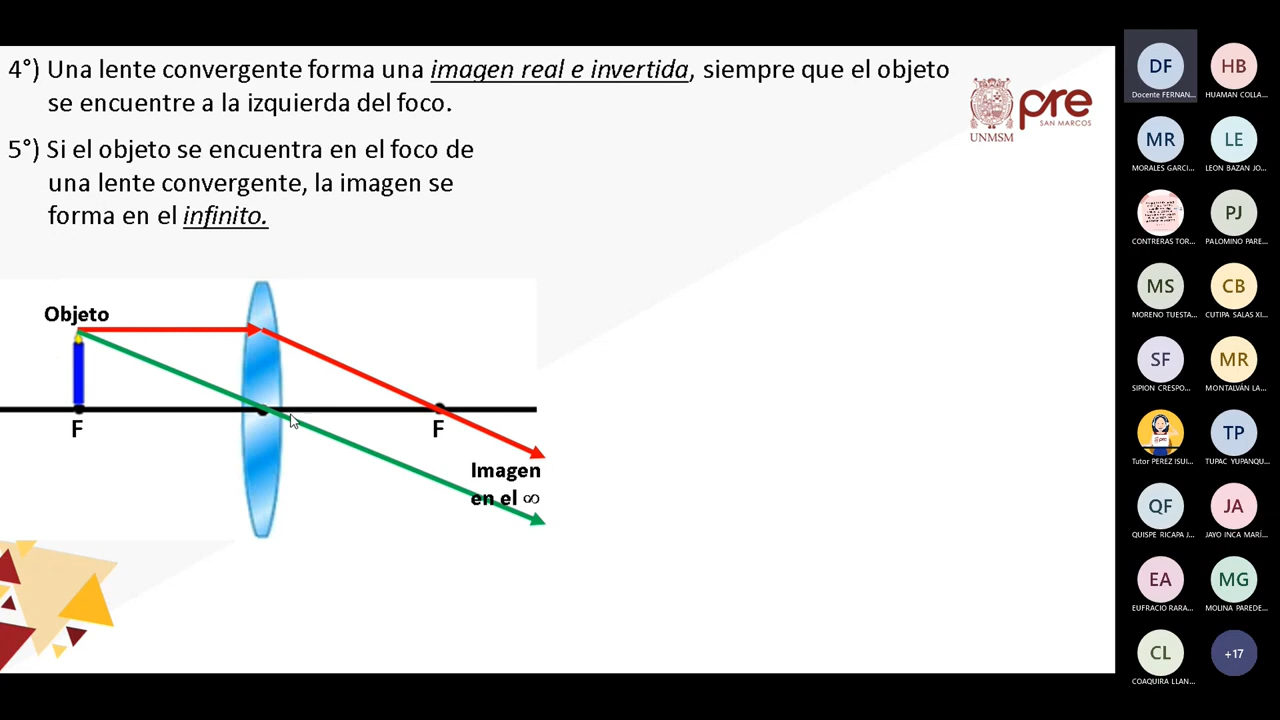 4°) Una lente convergente forma una imagen real e invertida, siempre que el objeto
se encuentre a la izquierda del foco.
5°) Si el objeto se encuentra en el foco de
una lente convergente, la imagen se
forma en el infinito.
UNMSM
pre
SAN MARCOS
Objeto
F
F
Imagen
en el ∞
DF
Docente FERNAN...
HB
HUAMAN COLLA...
MR
MORALES GARCI...
LE
LEON BAZAN JO...
CONTRERAS TOR...
PJ
PALOMINO PARE...
MS
MORENO TUESTA...
CB
CUTIPA SALAS XI...
SF
SIPION CRESPO...
MR
MONTALVÁN LA...
Tutor PEREZ ISUI...
TP
TUPAC YUPANQU...
QF
QUISPE RICAPA J...
JA
JAYO INCA MARÍ...
EA
EUFRACIO RARA...
MG
MOLINA PAREDE...
CL
COAQUIRA LLAN...
+17